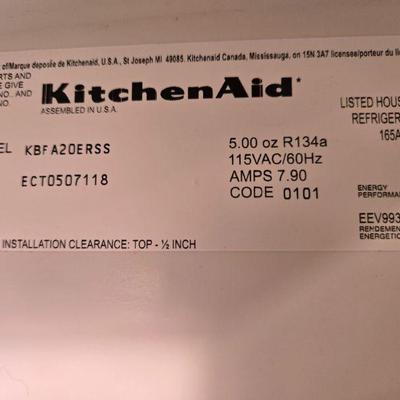 of/Marque deposée de Kitchenaid, U.S.A., St Joseph MI 49085. Kitchenaid Canada, Mississauga, on 15N 3A7 licensee/porteur du
RTS AND
E GIVE
NO.. AND
NO.
KitchenAid
ASSEMBLED IN U.S.A.
LISTED HOUS
REFRIGER
165A
EL KBFA20ERSS
ECT0507118
5.00 oz R134a
115VAC/60Hz
AMPS 7.90
CODE 0101
ENERGY
PERFORMA
EEV993
RENDEMEN
ENERGETIC
INSTALLATION CLEARANCE: TOP - ½ INCH